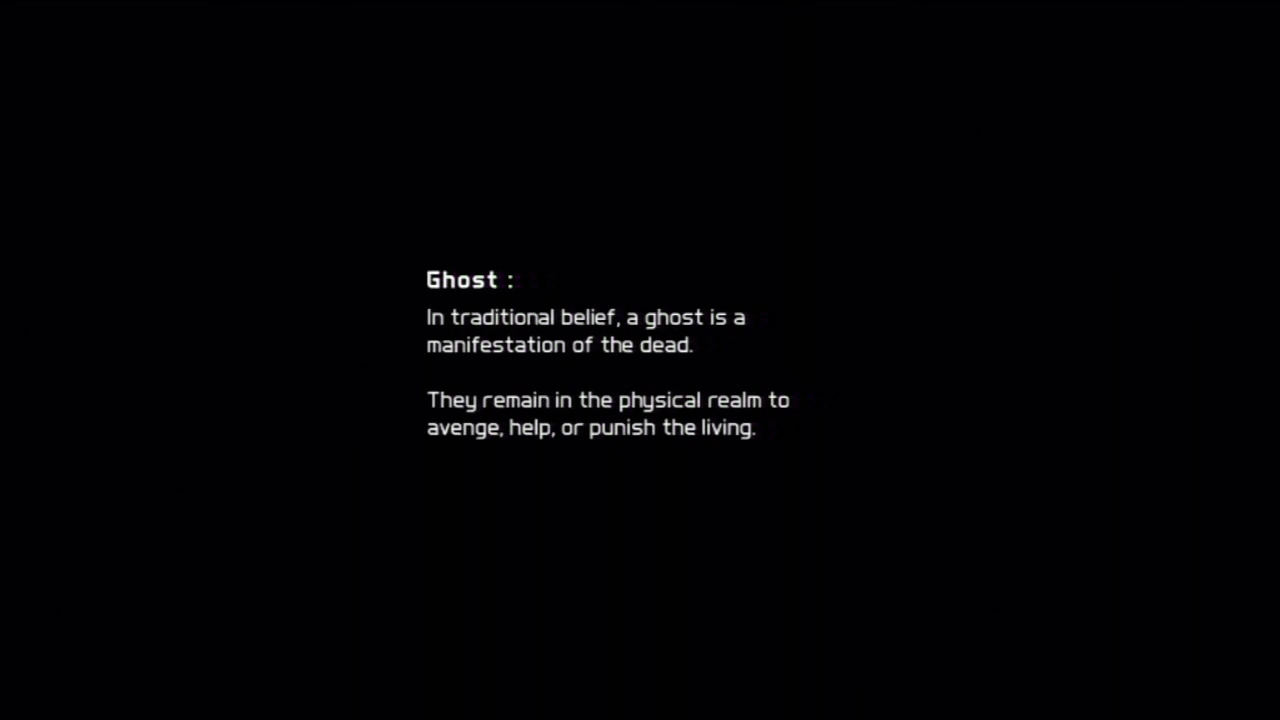 Ghost :
In traditional belief, a ghost is a
manifestation of the dead.
They remain in the physical realm to
avenge, help, or punish the living.